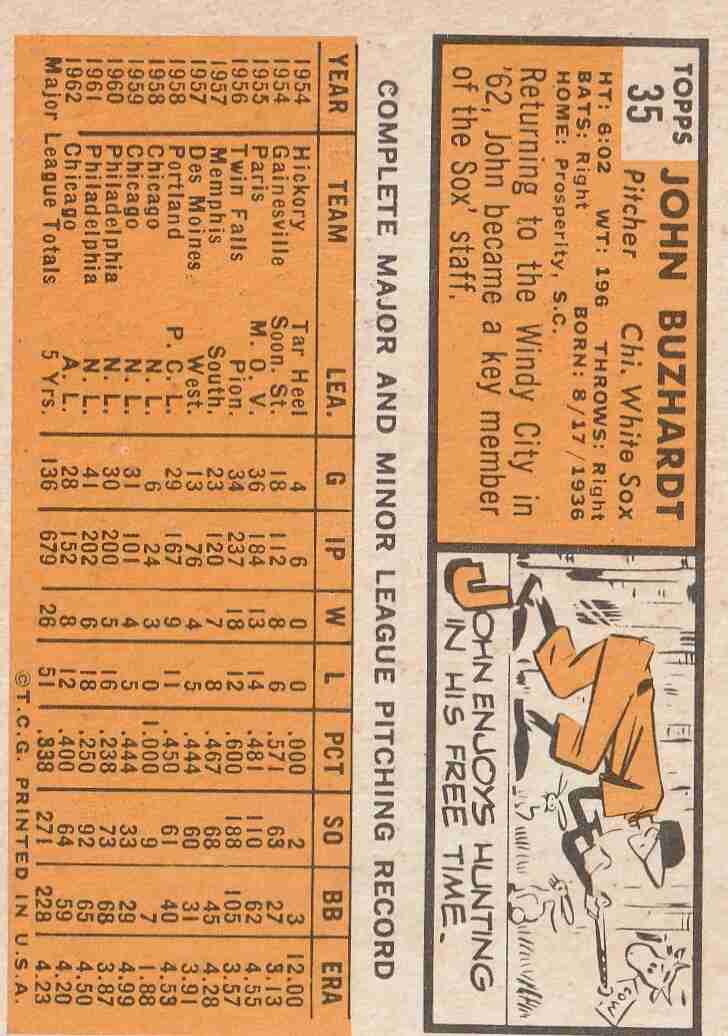 TOPPS
35
JOHN BUZHARDT
Pitcher Chi. White Sox
HT: 6:02 WT: 196 THROWS: Right
BATS: Right BORN: 8/17/1936
HOME: Prosperity, S.C.
Returning to the Windy City in
'62, John became a key member
of the Sox' staff.
COW
JOHN ENJOYS HUNTING
IN HIS FREE TIME.
COMPLETE MAJOR AND MINOR LEAGUE PITCHING RECORD
YEAR TEAM LEA. G IP W L PCT SO BB ERA
1954 Hickory Tar Heel 4 6 0 0 .000 2 3 12.00
1954 Gainesville Soon. St. 18 112 8 6 .571 63 27 3.13
1955 Paris M. O. V. 36 184 13 14 .481 110 62 4.55
1956 Twin Falls Pion. 34 237 18 12 .600 188 105 3.57
1957 Memphis South. 23 120 7 8 .467 68 45 4.28
1957 Des Moines West. 13 76 4 5 .444 60 31 3.91
1958 Portland P. C. L. 29 167 9 11 .450 61 40 4.53
1958 Chicago N. L. 6 24 3 0 1.000 9 7 1.88
1959 Chicago N. L. 31 101 4 5 .444 33 29 4.99
1960 Philadelphia N. L. 30 200 5 16 .238 73 68 3.87
1961 Philadelphia N. L. 41 202 6 18 .250 92 65 4.50
1962 Chicago A. L. 28 152 8 12 .400 64 59 4.20
Major League Totals 5 Yrs. 136 679 26 51 .338 271 228 4.23
©T.C.G. PRINTED IN U.S.A.